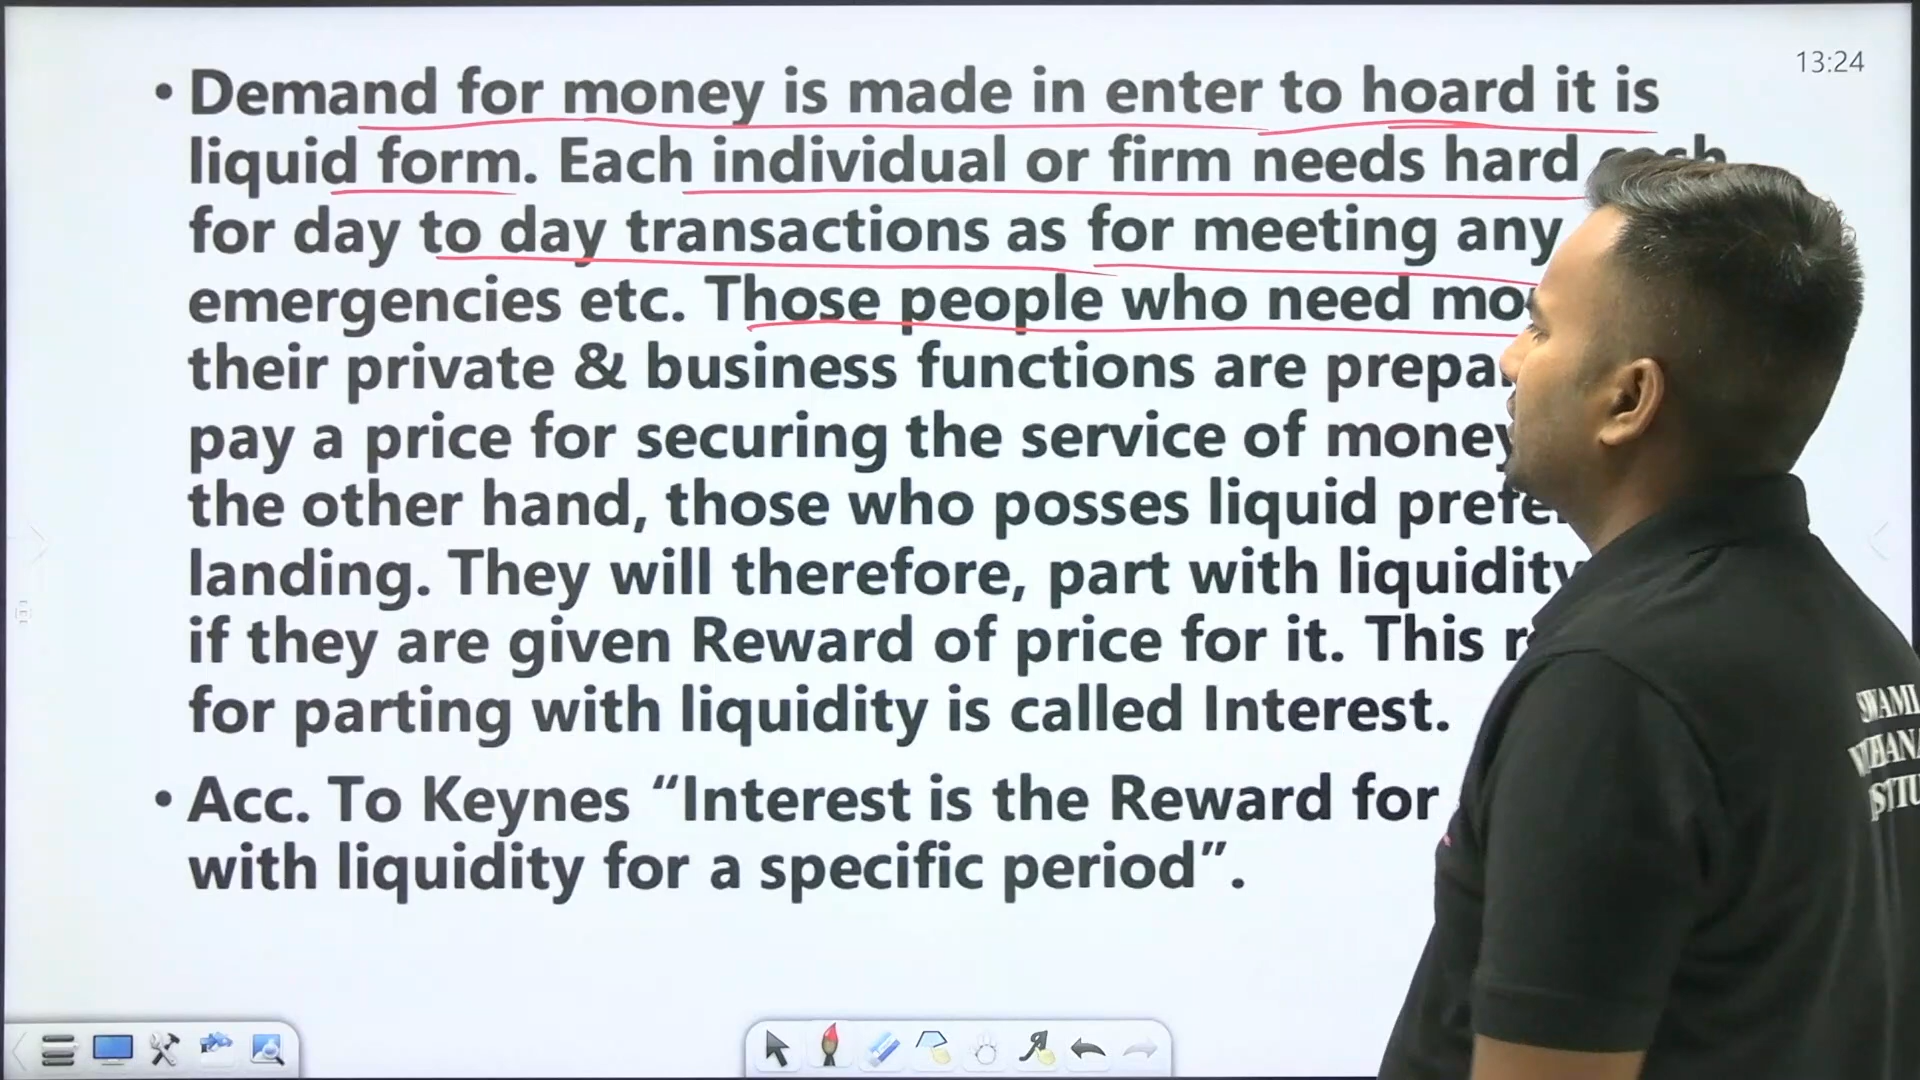 13:24
• Demand for money is made in enter to hoard it is
liquid form. Each individual or firm needs hard
for day to day transactions as for meeting any
emergencies etc. Those people who need
their private & business functions are
pay a price for securing the service of money
the other hand, those who posses liquid
landing. They will therefore, part with liquidity
if they are given Reward of price for it. This
for parting with liquidity is called Interest.
• Acc. To Keynes “Interest is the Reward for
with liquidity for a specific period”.
SWAMI